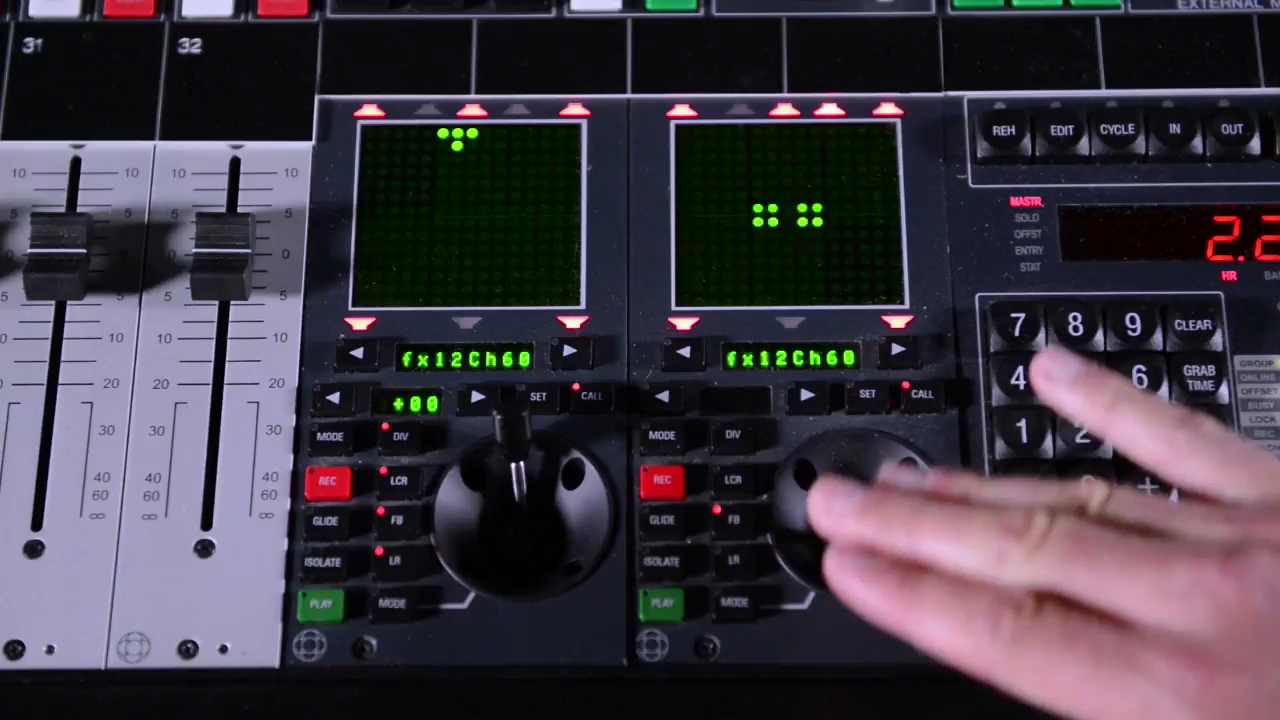 EXTERNAL M
31
32
10 10 10 10
5 5 5
0 0
5 5 5 5
10 10 10
20 20 20
30 30 30
40 40 40
60 60 60
∞ ∞ ∞
fx12Ch60
+00
SET
CALL
MODE
DIV
REC
LCR
GLIDE
FB
ISOLATE
LR
PLAY
MODE
fx12Ch60
SET
CALL
MODE
DIV
REC
LCR
GLIDE
FB
ISOLATE
LR
PLAY
MODE
REH EDIT CYCLE IN OUT
MASTR
SOLO
OFFST
ENTRY
STAT
2.2
HR
7 8 9 CLEAR
4 6 GRAB TIME
1 2
+
GROUP
ONLINE
OFFSET
BUSY
LOCK
REC